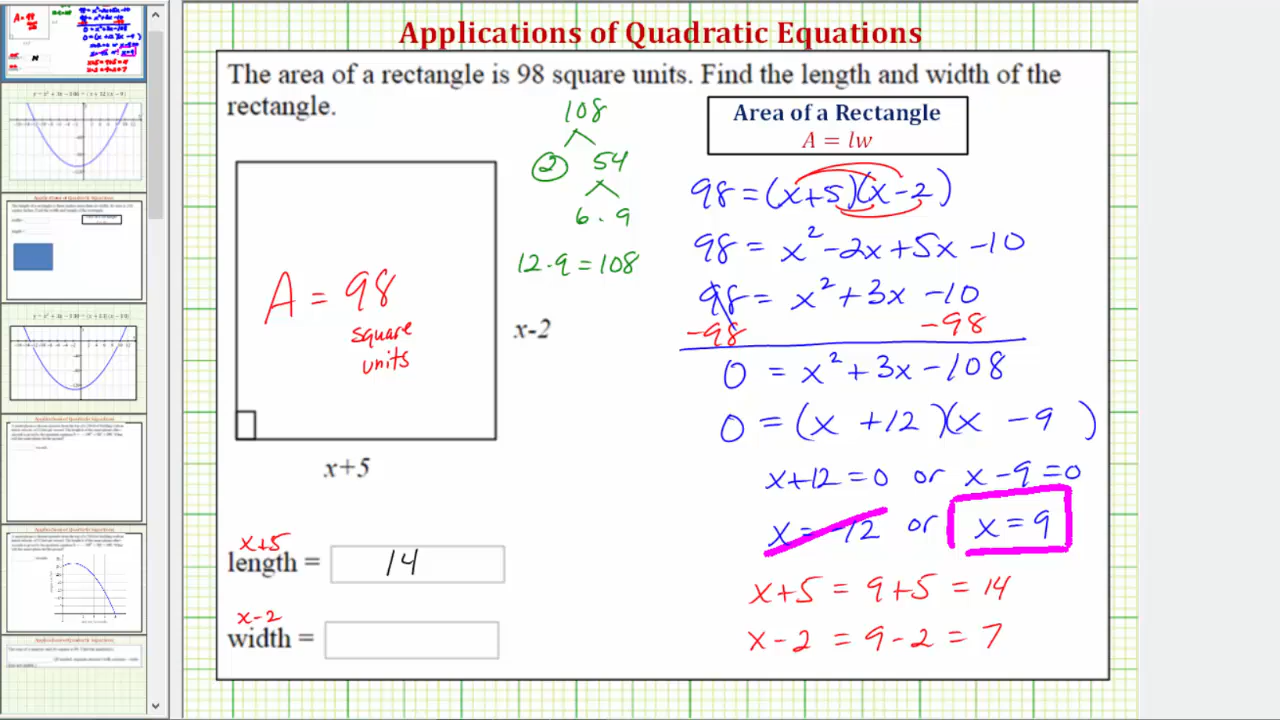 Applications of Quadratic Equations
The area of a rectangle is 98 square units. Find the length and width of the
rectangle.
Area of a Rectangle
A = lw
108
2 54
6 · 9
12·9 = 108
A = 98
square
units
x-2
x+5
98 = (x+5)(x-2)
98 = x² - 2x + 5x - 10
98 = x² + 3x - 10
-98 -98
0 = x² + 3x - 108
0 = (x +12)(x - 9 )
x+12 = 0 or x - 9 = 0
x = -12 or x = 9
x+5 = 9+5 = 14
x - 2 = 9 - 2 = 7
x+5
length = 14
x-2
width =